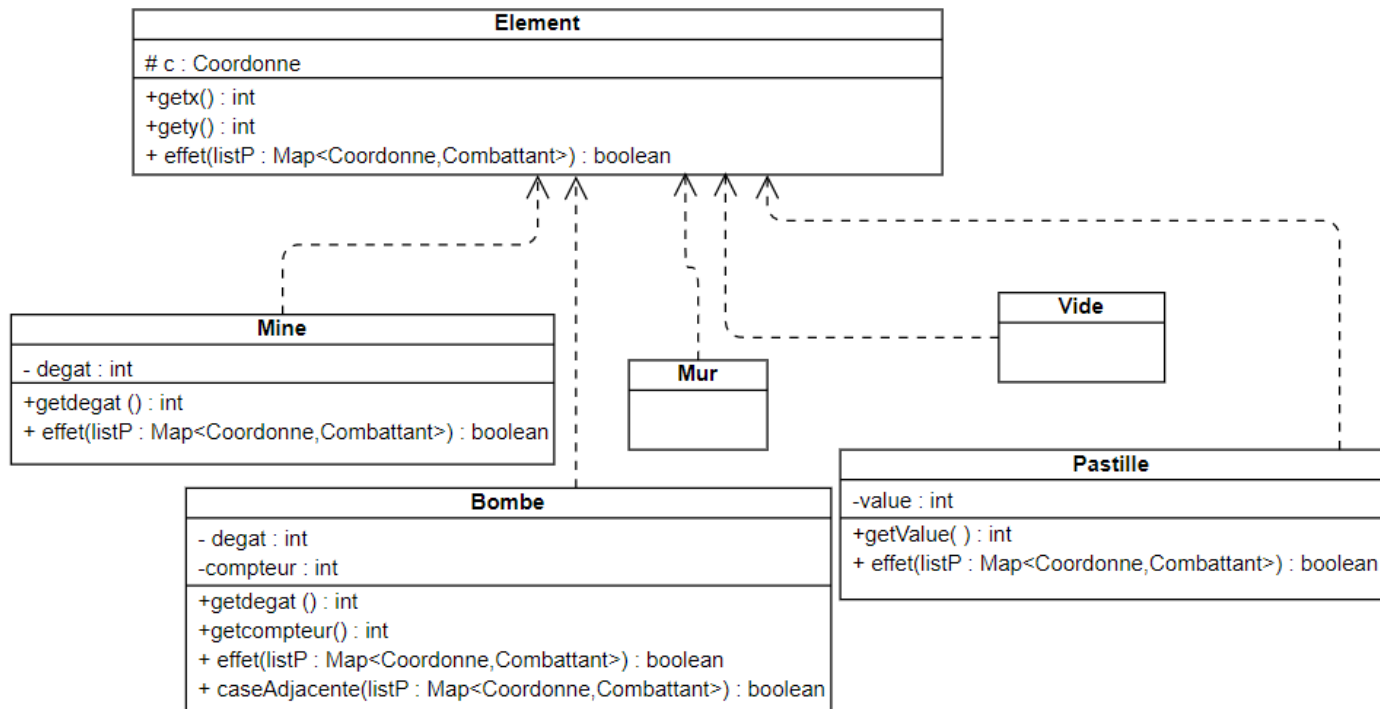 Element
# c : Coordonne
+getx() : int
+gety() : int
+ effet(listP : Map<Coordonne,Combattant>) : boolean
Mine
- degat : int
+getdegat () : int
+ effet(listP : Map<Coordonne,Combattant>) : boolean
Bombe
- degat : int
-compteur : int
+getdegat () : int
+getcompteur() : int
+ effet(listP : Map<Coordonne,Combattant>) : boolean
+ caseAdjacente(listP : Map<Coordonne,Combattant>) : boolean
Mur
Vide
Pastille
-value : int
+getValue( ) : int
+ effet(listP : Map<Coordonne,Combattant>) : boolean